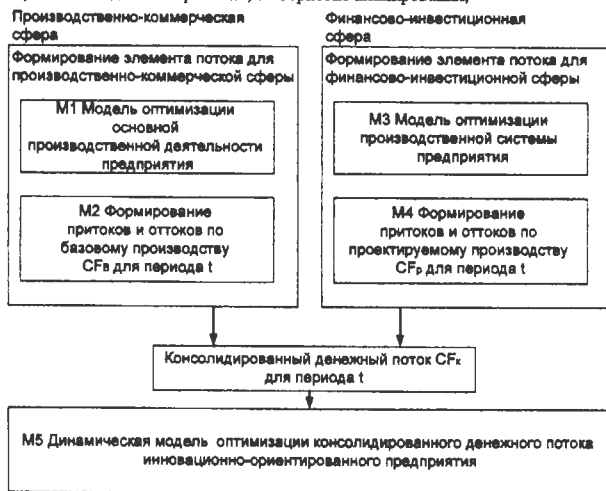 Производственно-коммерческая
сфера
Финансово-инвестиционная
сфера
Формирование элемента потока для
производственно-коммерческой сферы
М1 Модель оптимизации
основной
производственной деятельности
предприятия
М2 Формирование
притоков и оттоков по
базовому производству
CFв для периода t
Формирование элемента потока для
финансово-инвестиционной сферы
М3 Модель оптимизации
производственной системы
предприятия
М4 Формирование
притоков и оттоков по
проектируемому производству
CFр для периода t
Консолидированный денежный поток CFк
для периода t
М5 Динамическая модель оптимизации консолидированного денежного потока
инновационно-ориентированного предприятия